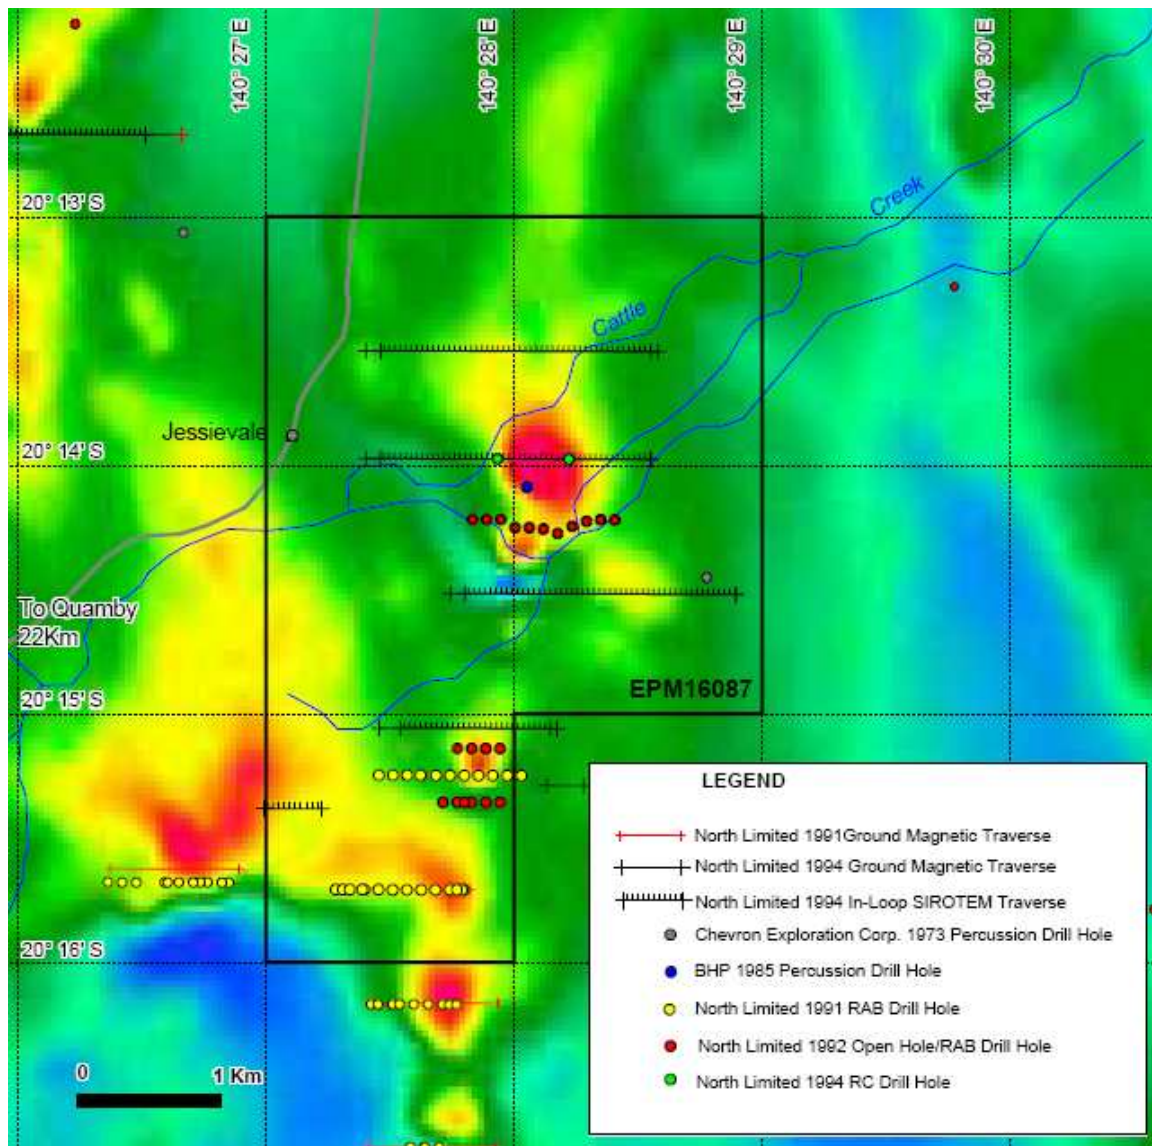 140° 27' E
140° 28' E
140° 29' E
140° 30' E
20° 13' S
Creek
Cattle
Jessievale
20° 14' S
To Quamby
22Km
EPM16087
20° 15' S
LEGEND
North Limited 1991Ground Magnetic Traverse
North Limited 1994 Ground Magnetic Traverse
North Limited 1994 In-Loop SIROTEM Traverse
Chevron Exploration Corp. 1973 Percussion Drill Hole
BHP 1985 Percussion Drill Hole
North Limited 1991 RAB Drill Hole
North Limited 1992 Open Hole/RAB Drill Hole
North Limited 1994 RC Drill Hole
20° 16' S
0 1 Km